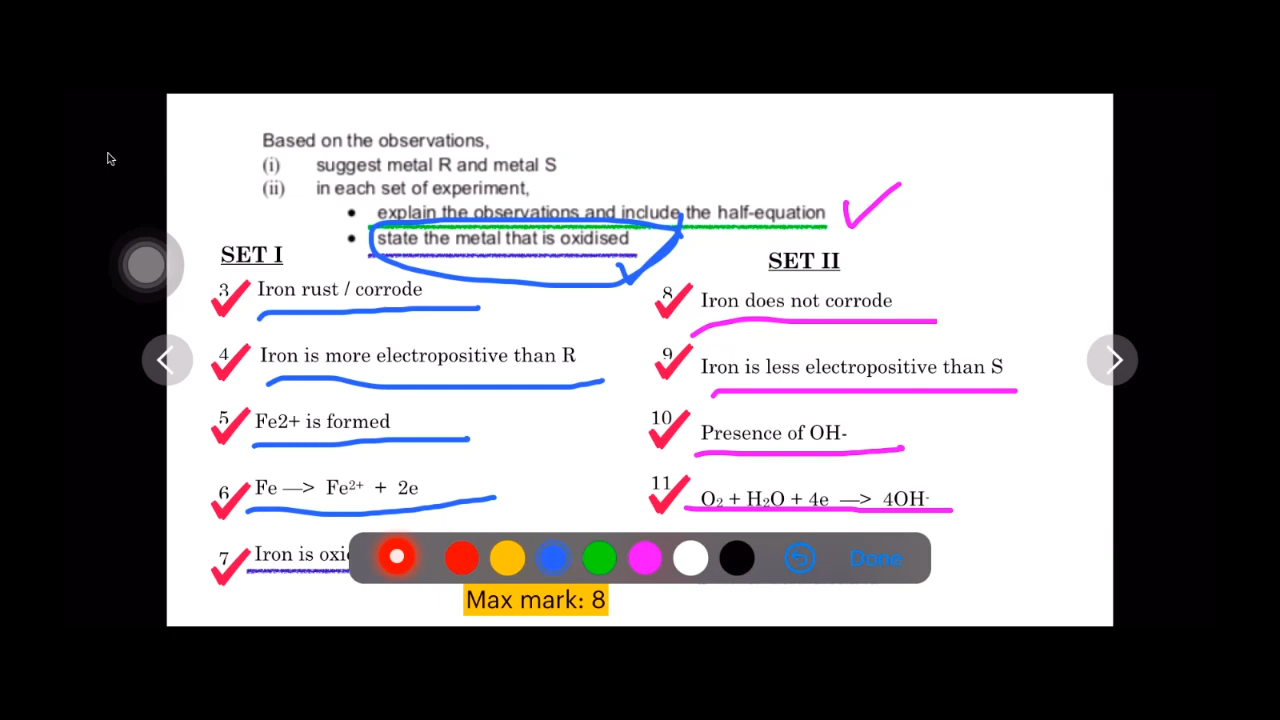 Based on the observations,
(i) suggest metal R and metal S
(ii) in each set of experiment,
• explain the observations and include the half-equation
• state the metal that is oxidised
SET I
3 Iron rust / corrode
4 Iron is more electropositive than R
5 Fe2+ is formed
6 Fe —> Fe²⁺ + 2e
7 Iron is
SET II
8 Iron does not corrode
9 Iron is less electropositive than S
10 Presence of OH-
11 O₂ + H₂O + 4e —> 4OH⁻
Done
Max mark: 8